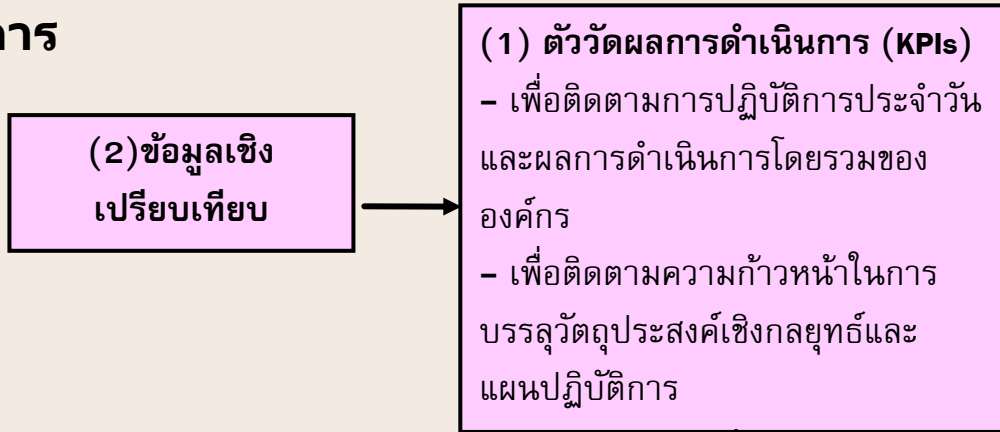 (2)ข้อมูลเชิง
เปรียบเทียบ
(1) ตัววัดผลการดำเนินการ (KPIs)
– เพื่อติดตามการปฏิบัติการประจำวัน
และผลการดำเนินการโดยรวมของ
องค์กร
– เพื่อติดตามความก้าวหน้าในการ
บรรลุวัตถุประสงค์เชิงกลยุทธ์และ
แผนปฏิบัติการ